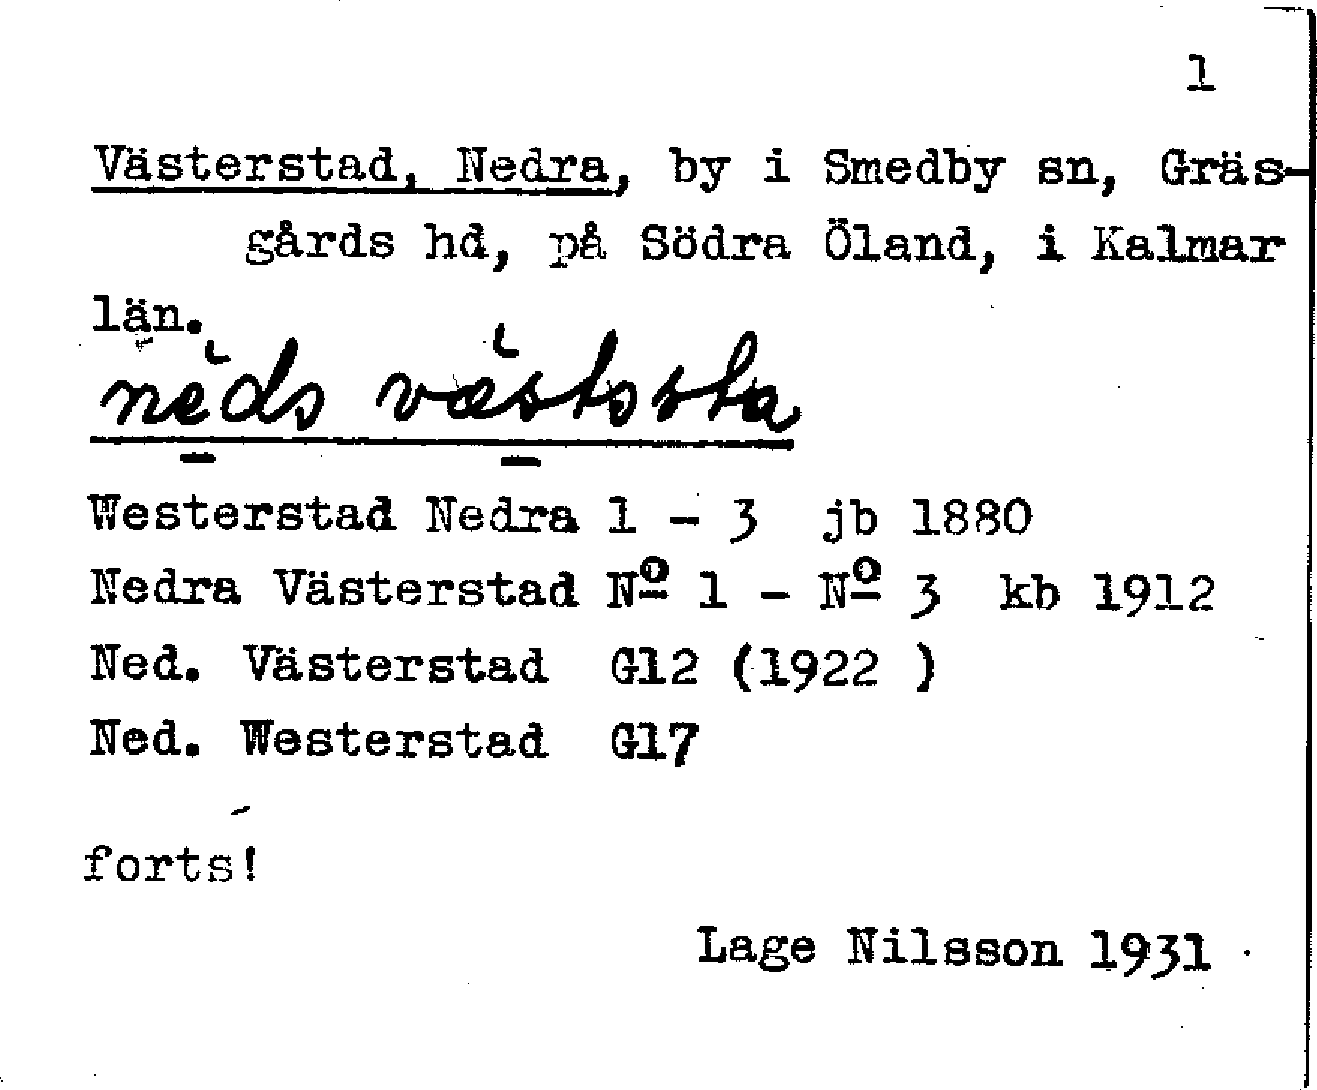 1
Västerstad, Nedra, by i Smedby sn, Gräs-
gårds hd, på Södra Öland, i Kalmar
län.
neds västosta
Westerstad Nedra 1 - 3 jb 1880
Nedra Västerstad Nº 1 - Nº 3 kb 1912
Ned. Västerstad G12 (1922 )
Ned. Westerstad G17
forts!
Lage Nilsson 1931